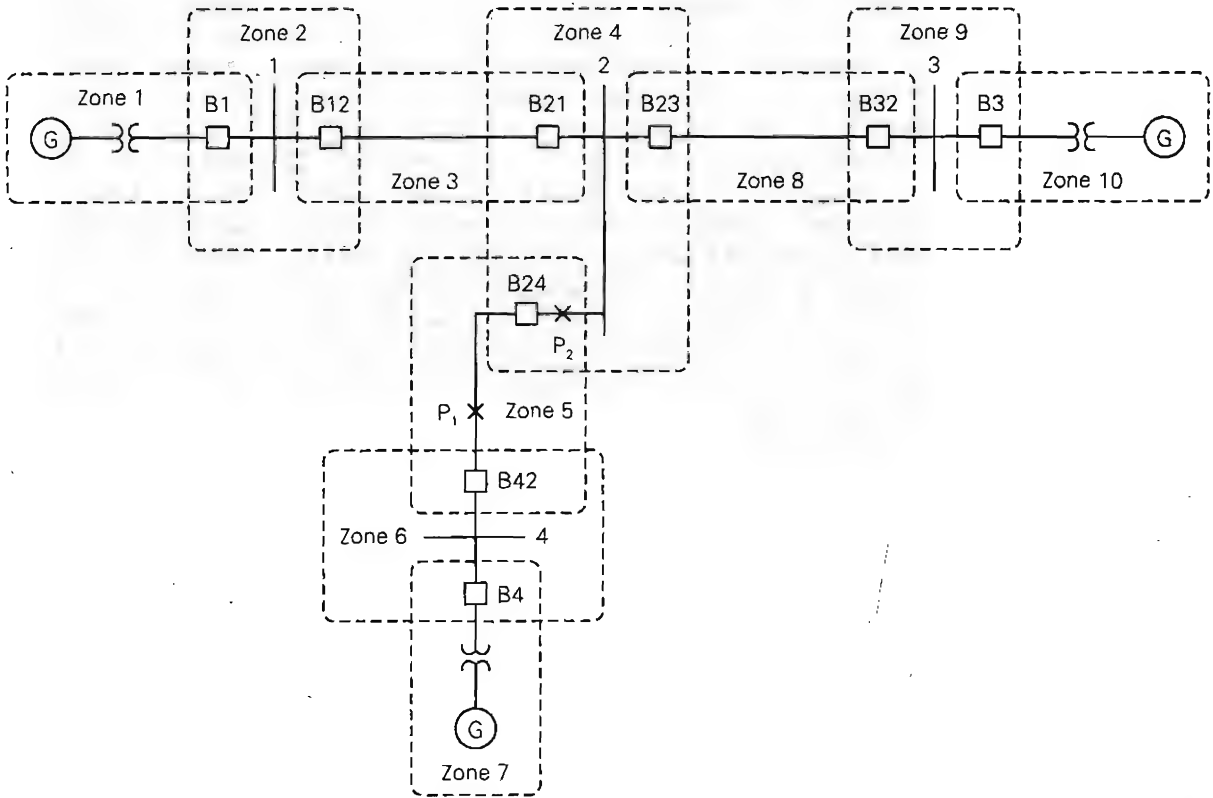 Zone 2
Zone 4
Zone 9
1
2
3
Zone 1
B1
B12
B21
B23
B32
B3
G
G
Zone 3
Zone 8
Zone 10
B24
P₂
P₁
Zone 5
B42
Zone 6
4
B4
G
Zone 7